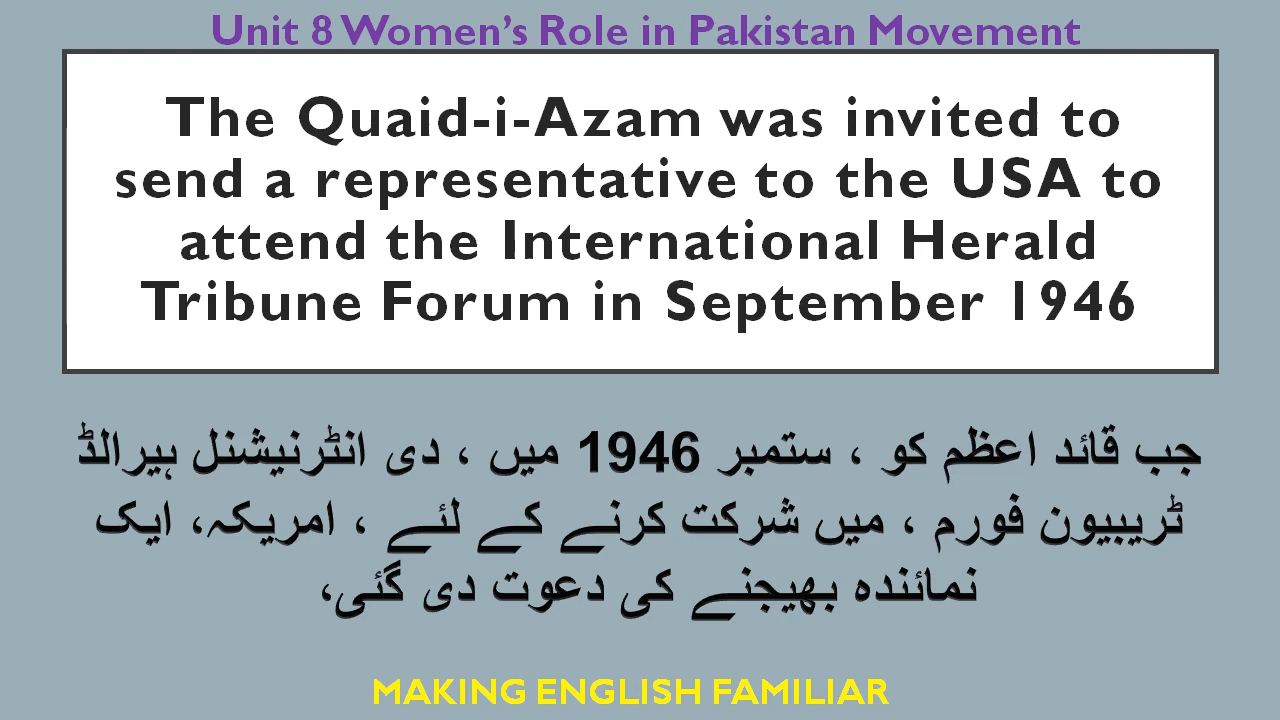 Unit 8 Women’s Role in Pakistan Movement
The Quaid-i-Azam was invited to
send a representative to the USA to
attend the International Herald
Tribune Forum in September 1946
جب قائد اعظم کو ، ستمبر 1946 میں ، دی انٹرنیشنل ہیرالڈ
ٹریبیون فورم ، میں شرکت کرنے کے لئے ، امریکہ، ایک
نمائندہ بھیجنے کی دعوت دی گئی،
MAKING ENGLISH FAMILIAR